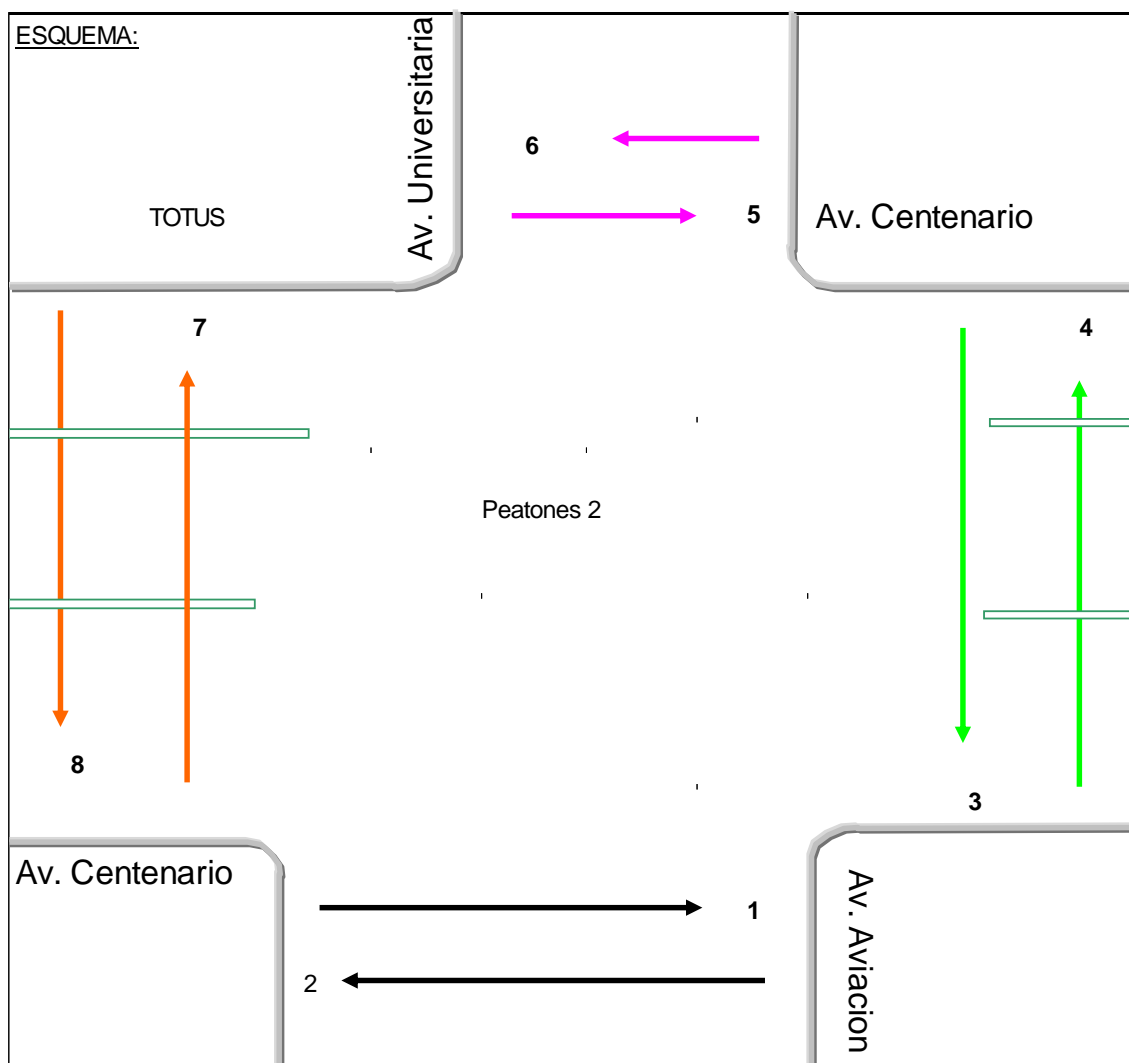 ESQUEMA:
Av. Universitaria
6
TOTUS
5
Av. Centenario
7
4
Peatones 2
8
3
Av. Centenario
1
Av. Aviacion
2